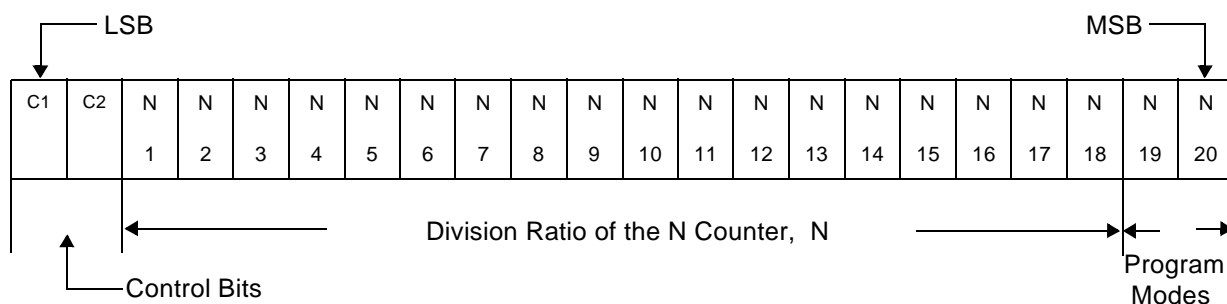 LSB MSB
C1 C2 N N N N N N N N N N N N N N N N N N N N
1 2 3 4 5 6 7 8 9 10 11 12 13 14 15 16 17 18 19 20
Division Ratio of the N Counter, N
Control Bits
Program
Modes